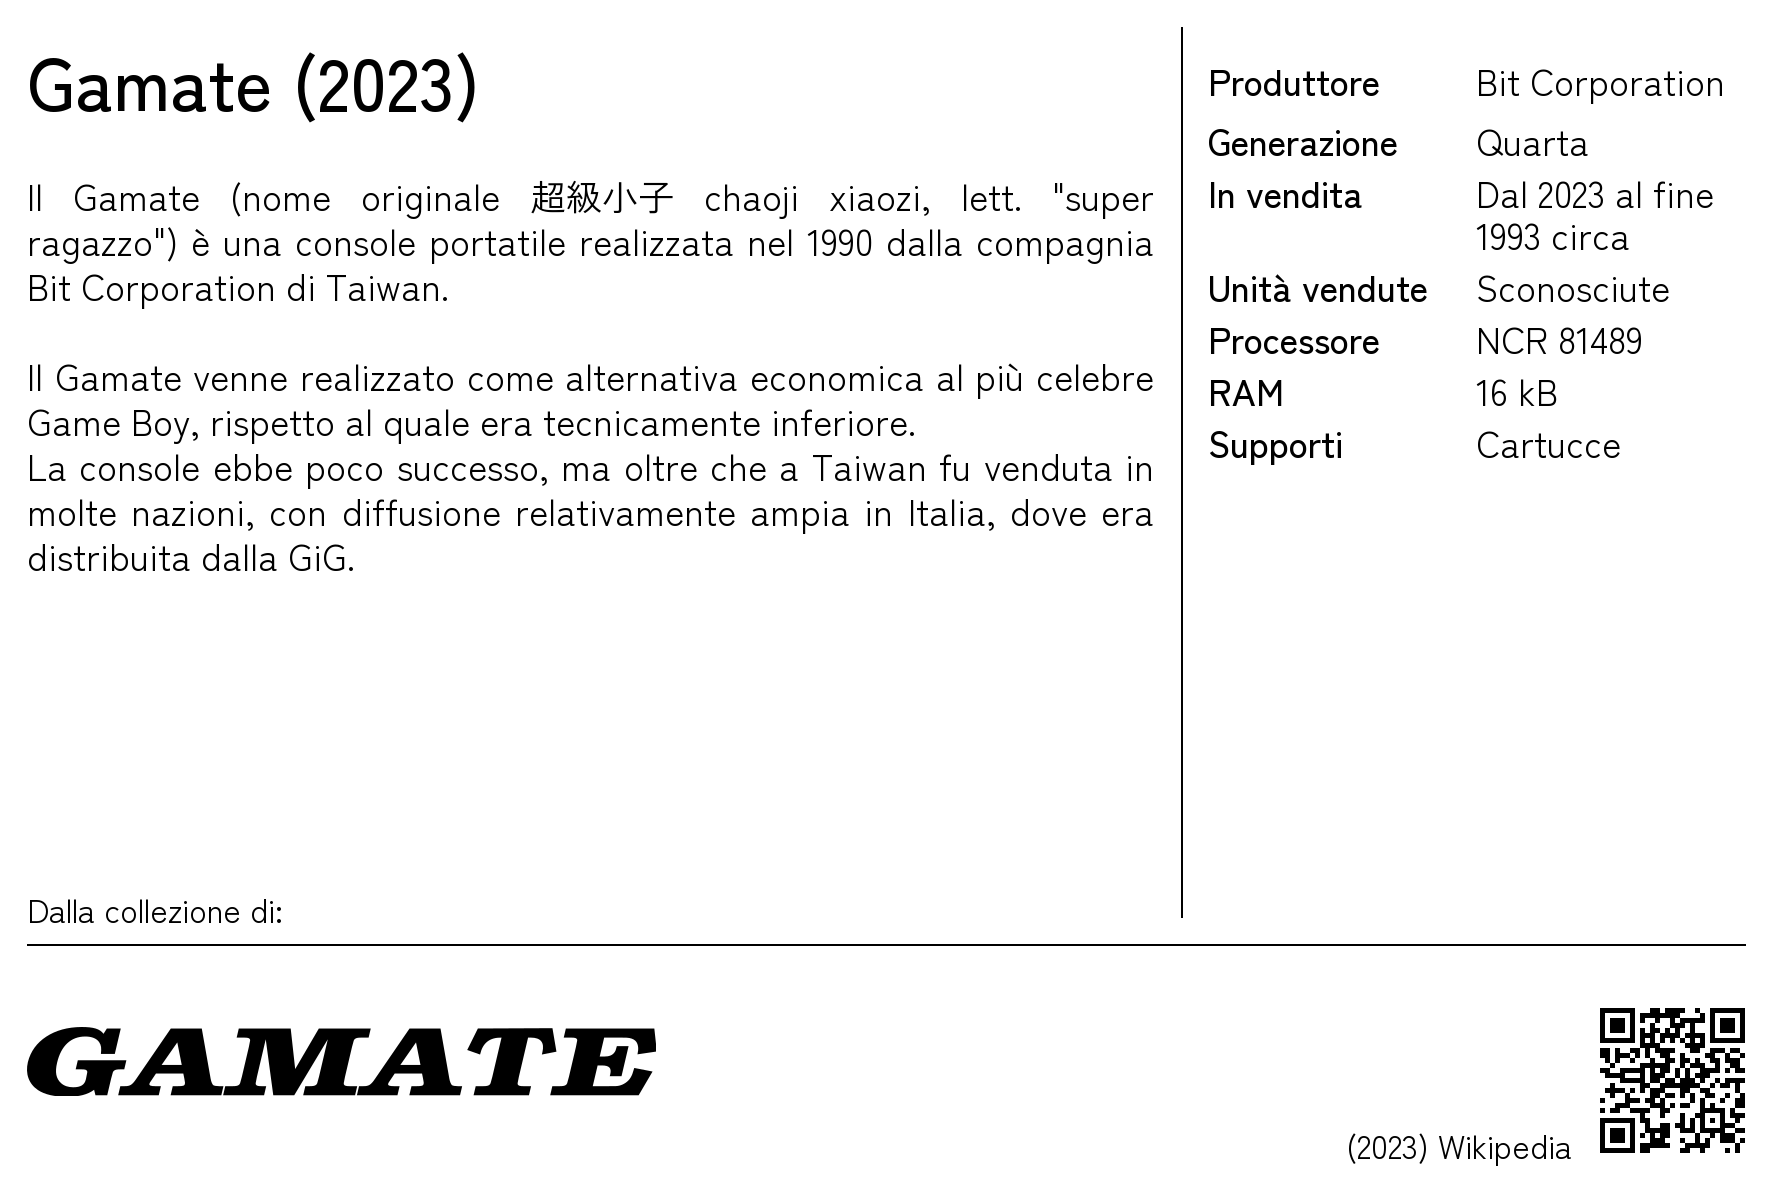 Gamate (2023)
Il Gamate (nome originale 超級小子 chaoji xiaozi, lett. "super
ragazzo") è una console portatile realizzata nel 1990 dalla compagnia
Bit Corporation di Taiwan.
Il Gamate venne realizzato come alternativa economica al più celebre
Game Boy, rispetto al quale era tecnicamente inferiore.
La console ebbe poco successo, ma oltre che a Taiwan fu venduta in
molte nazioni, con diffusione relativamente ampia in Italia, dove era
distribuita dalla GiG.
Dalla collezione di:
Produttore Bit Corporation
Generazione Quarta
In vendita Dal 2023 al fine
1993 circa
Unità vendute Sconosciute
Processore NCR 81489
RAM 16 kB
Supporti Cartucce
GAMATE
(2023) Wikipedia